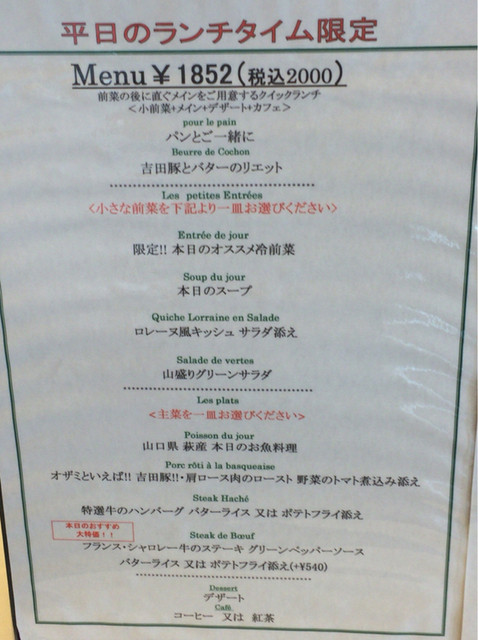 平日のランチタイム限定
Menu ¥1852(税込2000)
前菜の後に直ぐメインをご用意するクイックランチ
<小前菜+メイン+デザート+カフェ>
pour le pain
パンとご一緒に
Beurre de Cochon
吉田豚とバターのリエット
Les petites Entrées
<小さな前菜を下記より一皿お選びください>
Entrée de jour
限定!! 本日のオススメ冷前菜
Soup du jour
本日のスープ
Quiche Lorraine en Salade
ロレーヌ風キッシュ サラダ添え
Salade de vertes
山盛りグリーンサラダ
Les plats
<主菜を一皿お選びください>
Poisson du jour
山口県 萩産 本日のお魚料理
Porc rôti à la basqueaise
オザミといえば!! 吉田豚!!・肩ロース肉のロースト 野菜のトマト煮込み添え
Steak Haché
特選牛のハンバーグ バターライス 又は ポテトフライ添え
本日のおすすめ
大特価！！
Steak de Bœuf
フランス・シャロレー牛のステーキ グリーンペッパーソース
バターライス 又は ポテトフライ添え(+¥540)
Dessert
デザート
Café
コーヒー 又は 紅茶